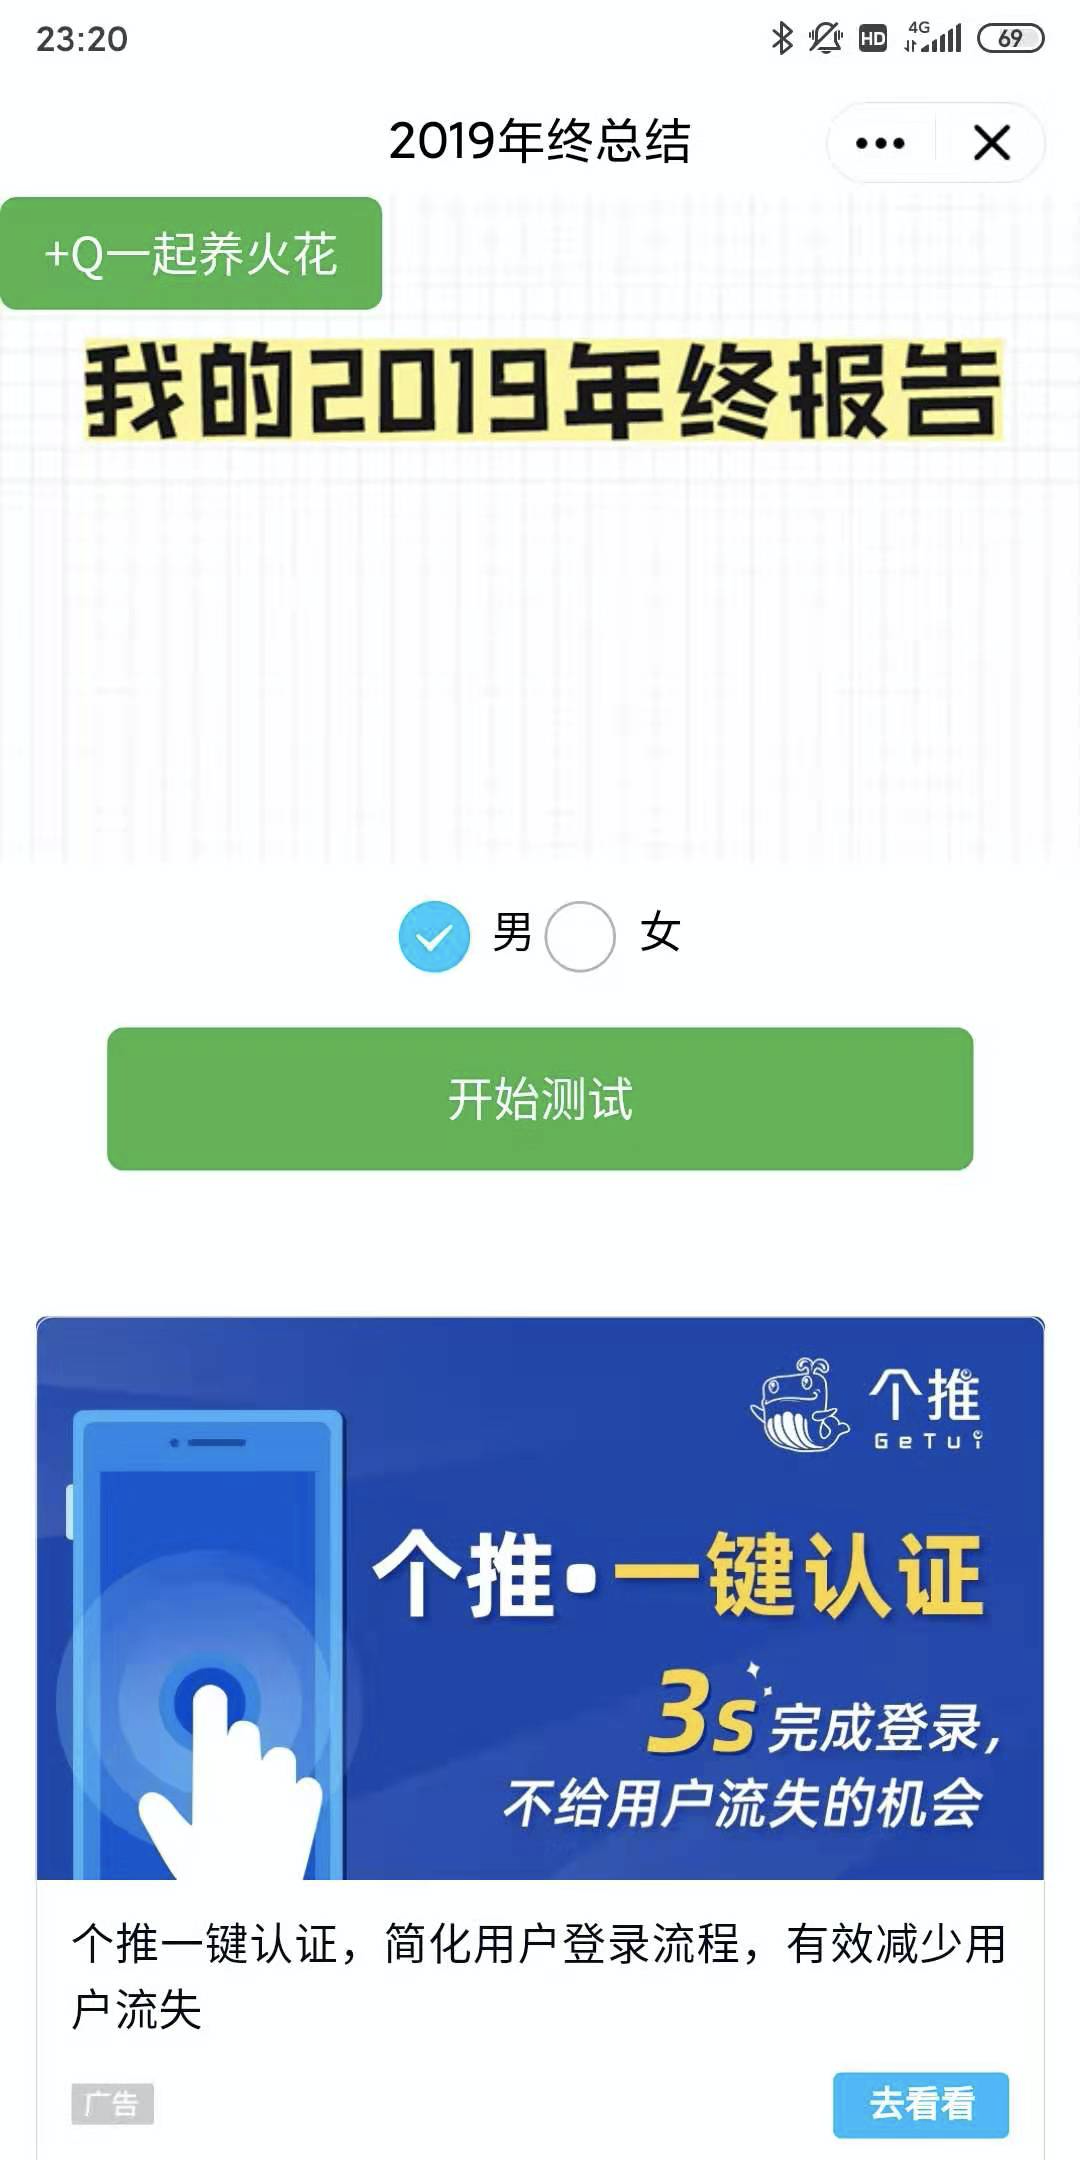 23:20
HD
4G
69
2019年终总结
+Q一起养火花
我的2019年终报告
男
女
开始测试
个推
GeTui
个推·一键认证
3s完成登录,
不给用户流失的机会
个推一键认证，简化用户登录流程，有效减少用
户流失
广告
去看看